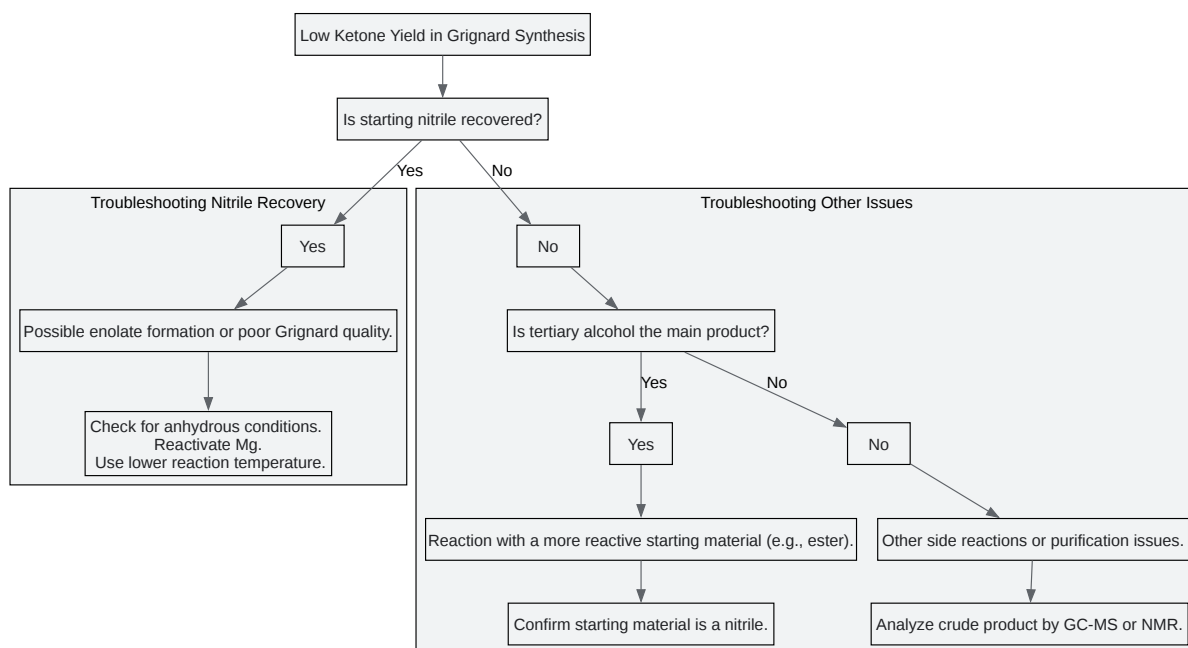 Low Ketone Yield in Grignard Synthesis
Is starting nitrile recovered?
Yes
No
Troubleshooting Nitrile Recovery
Troubleshooting Other Issues
Yes
No
Possible enolate formation or poor Grignard quality.
Is tertiary alcohol the main product?
Yes
No
Check for anhydrous conditions.
Reactivate Mg.
Use lower reaction temperature.
Yes
No
Reaction with a more reactive starting material (e.g., ester).
Other side reactions or purification issues.
Confirm starting material is a nitrile.
Analyze crude product by GC-MS or NMR.